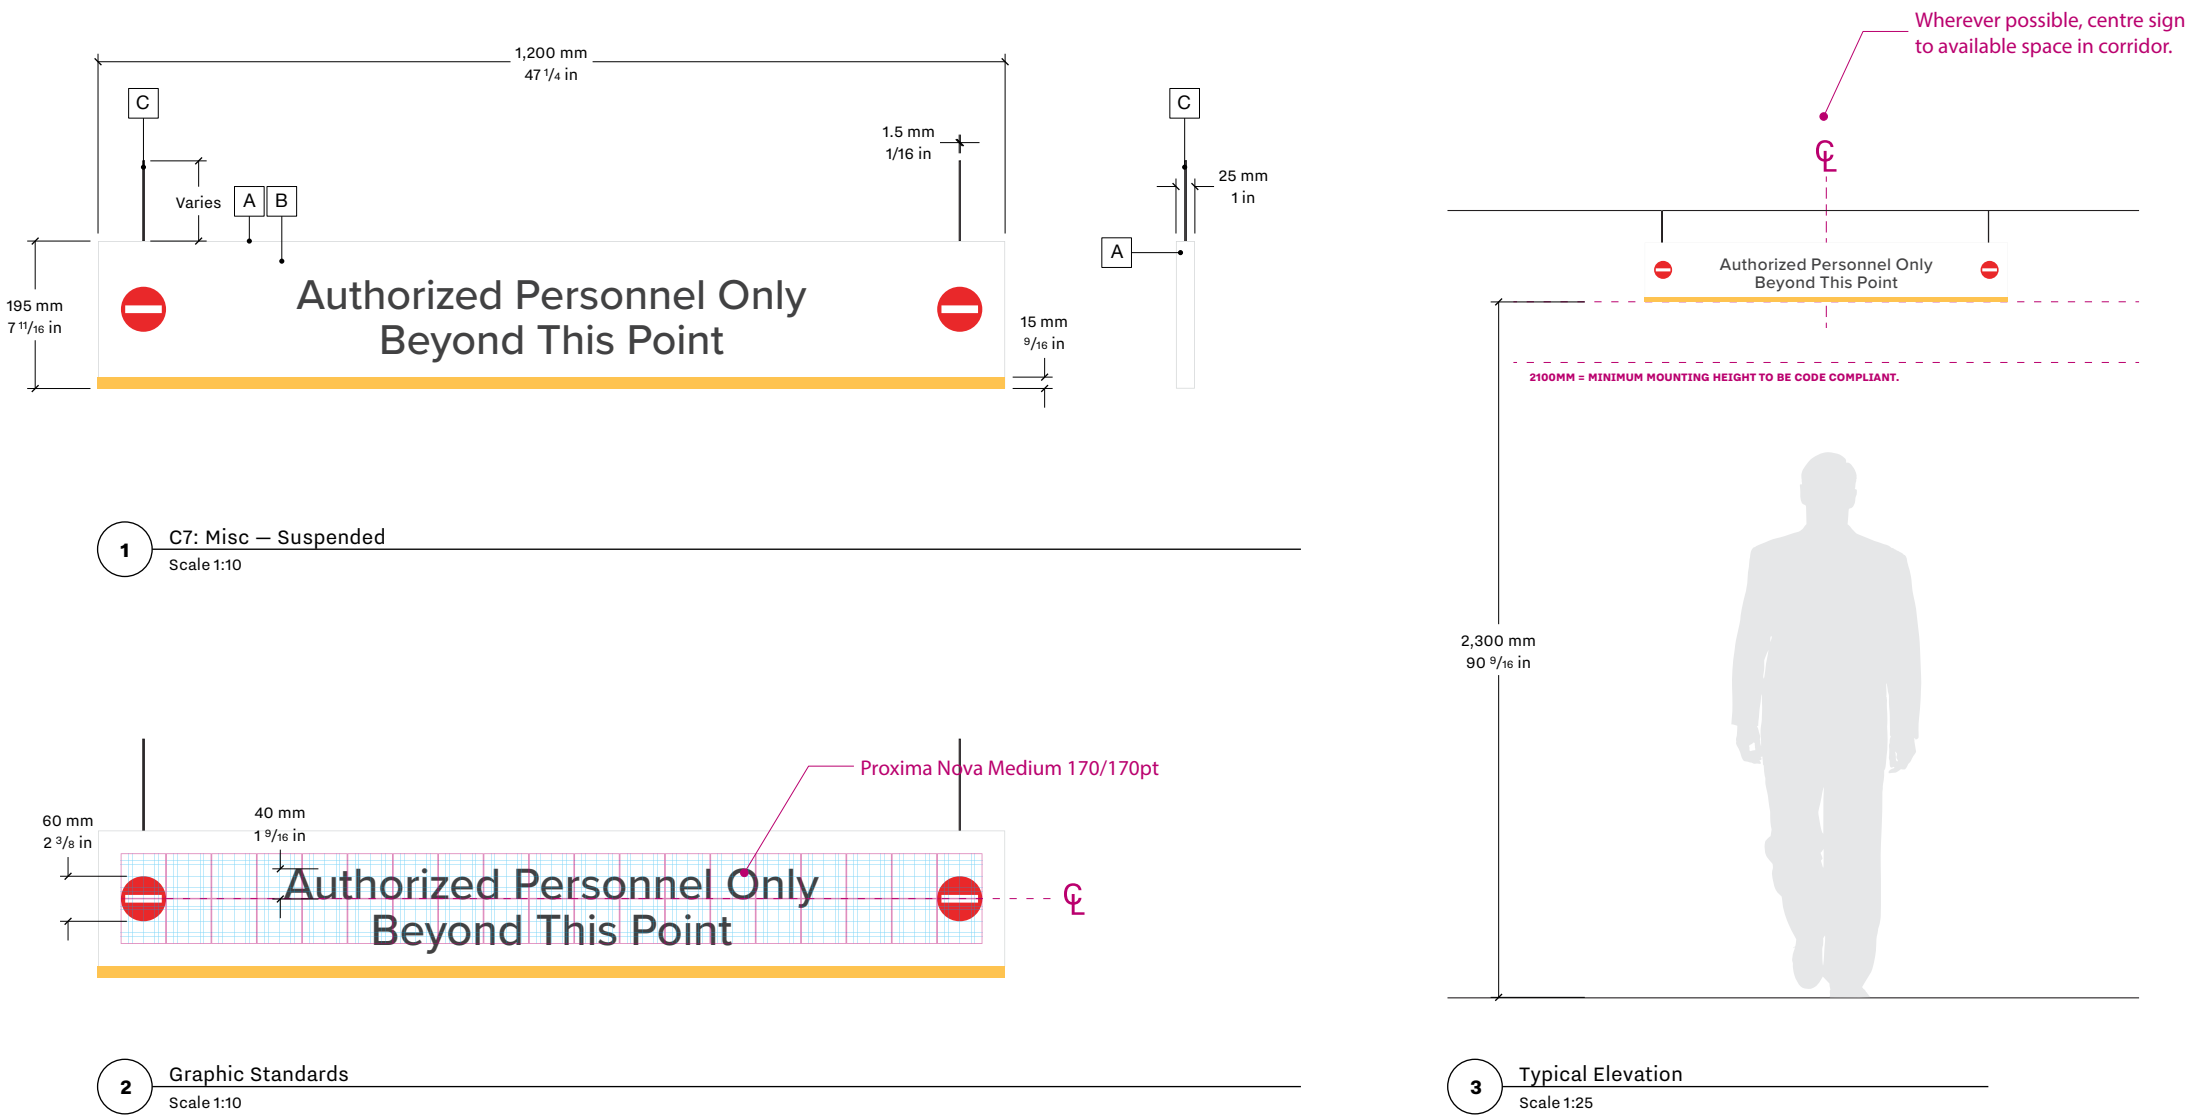 1,200 mm
47 1/4 in
C
Varies
A
B
1.5 mm
1/16 in
195 mm
7 11/16 in
Authorized Personnel Only
Beyond This Point
15 mm
9/16 in
C
25 mm
1 in
A
1
C7: Misc — Suspended
Scale 1:10
Proxima Nova Medium 170/170pt
60 mm
2 3/8 in
40 mm
1 9/16 in
Authorized Personnel Only
Beyond This Point
℄
2
Graphic Standards
Scale 1:10
Wherever possible, centre sign
to available space in corridor.
℄
Authorized Personnel Only
Beyond This Point
2100MM = MINIMUM MOUNTING HEIGHT TO BE CODE COMPLIANT.
2,300 mm
90 9/16 in
3
Typical Elevation
Scale 1:25